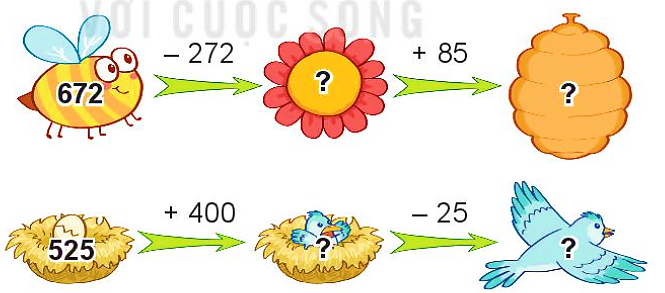 VỚI CUỘC SỐNG
672 – 272 ? + 85 ?
525 + 400 ? – 25 ?